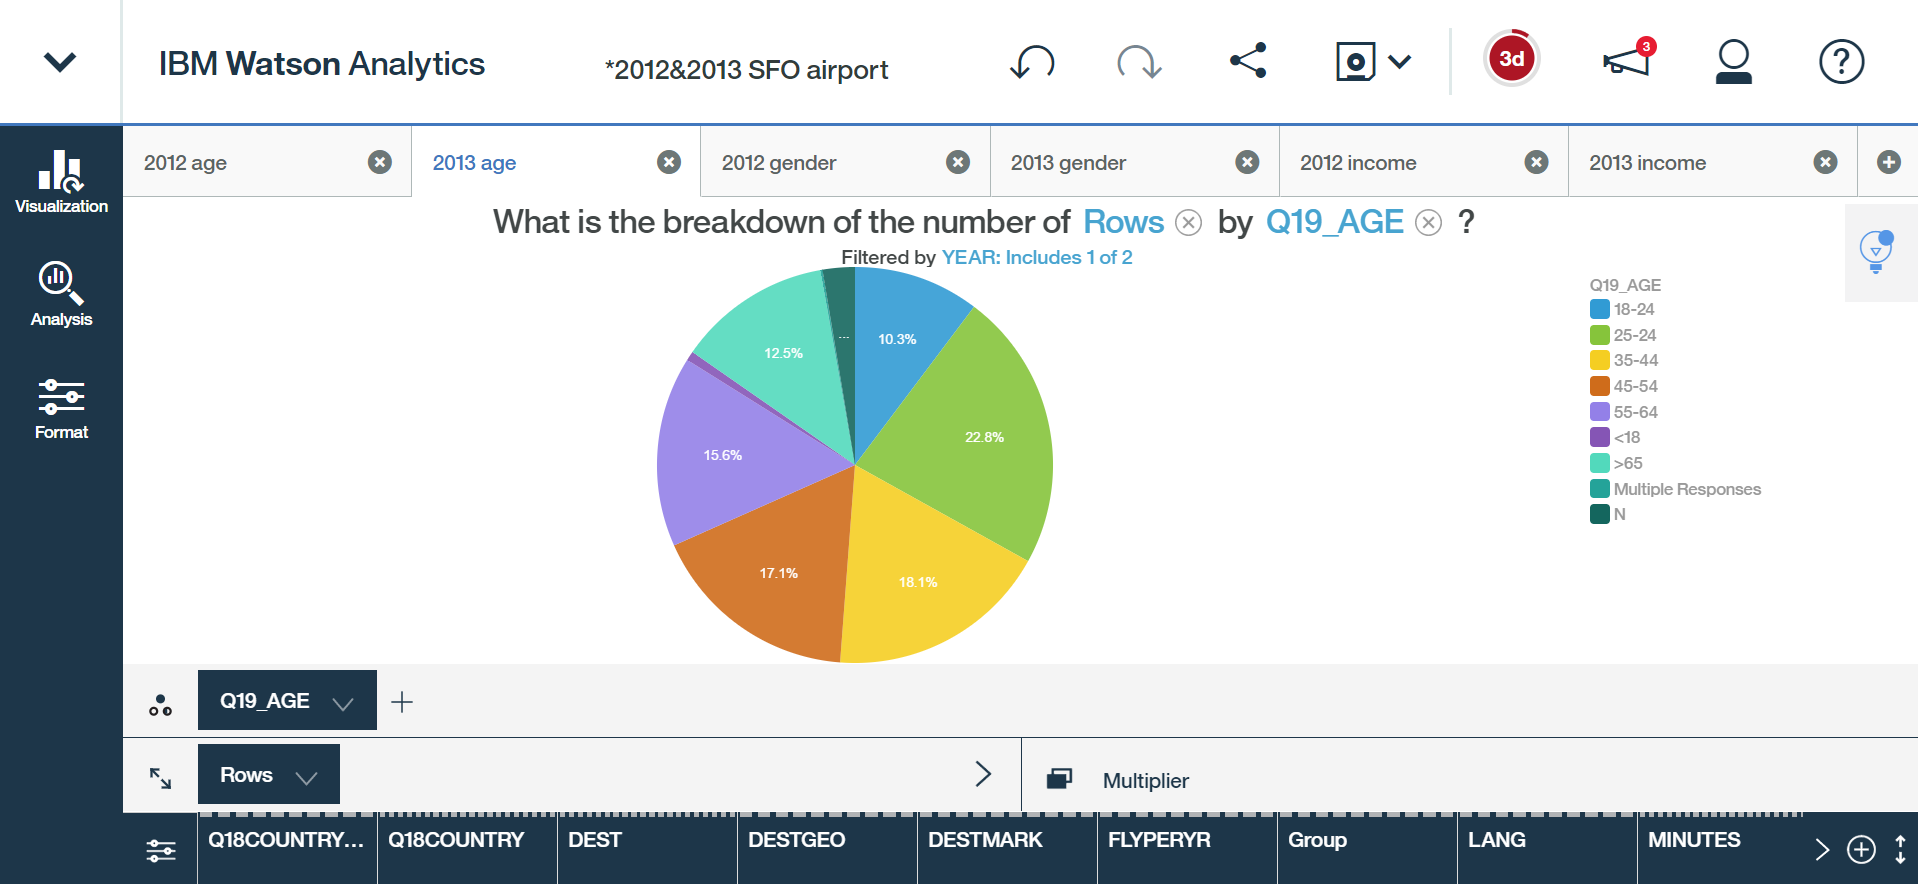 IBM Watson Analytics
*2012&2013 SFO airport
3d
3
?
Visualization
Analysis
Format
2012 age
2013 age
2012 gender
2013 gender
2012 income
2013 income
What is the breakdown of the number of Rows by Q19_AGE ?
Filtered by YEAR: Includes 1 of 2
10.3%
22.8%
18.1%
17.1%
15.6%
12.5%
...
Q19_AGE
18-24
25-24
35-44
45-54
55-64
<18
>65
Multiple Responses
N
Q19_AGE
Rows
Multiplier
Q18COUNTRY...
Q18COUNTRY
DEST
DESTGEO
DESTMARK
FLYPERYR
Group
LANG
MINUTES